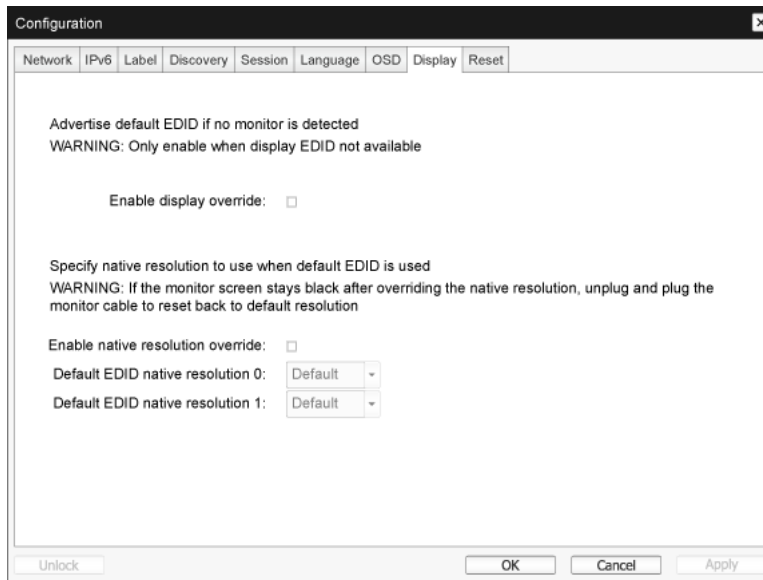 Configuration
Network IPv6 Label Discovery Session Language OSD Display Reset
Advertise default EDID if no monitor is detected
WARNING: Only enable when display EDID not available
Enable display override:
Specify native resolution to use when default EDID is used
WARNING: If the monitor screen stays black after overriding the native resolution, unplug and plug the
monitor cable to reset back to default resolution
Enable native resolution override:
Default EDID native resolution 0: Default
Default EDID native resolution 1: Default
Unlock OK Cancel Apply